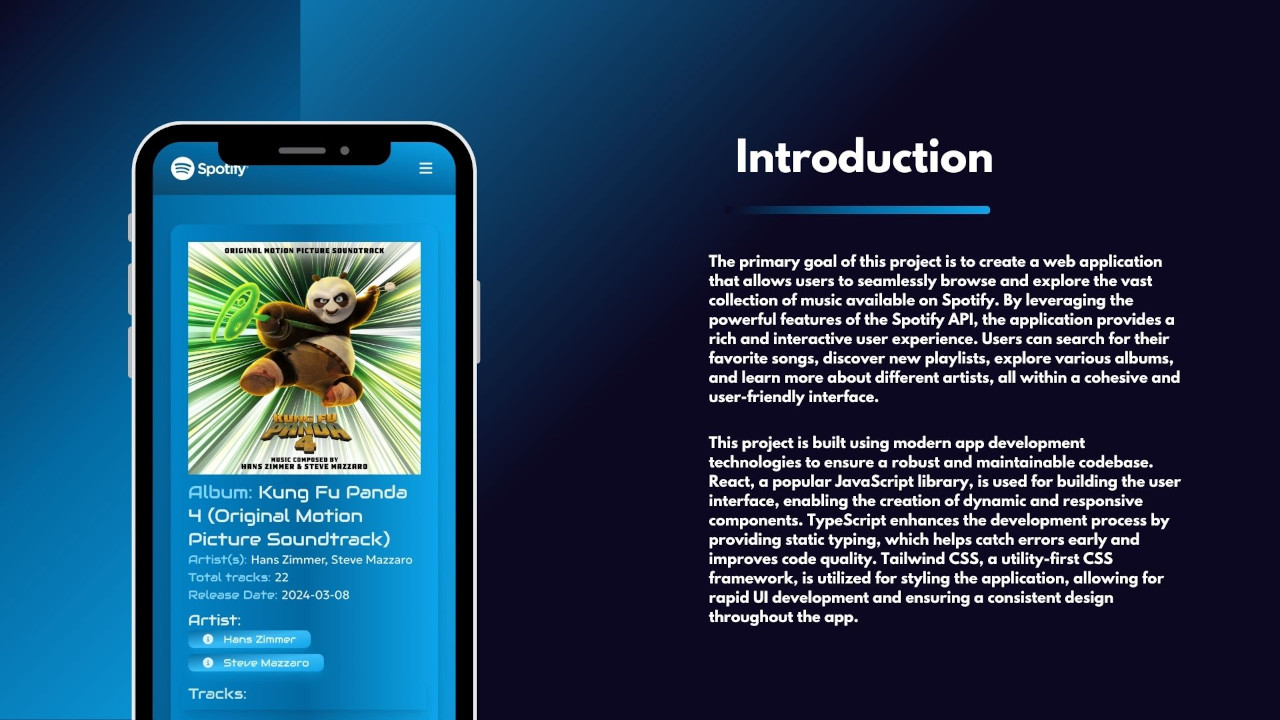 Spotify
ORIGINAL MOTION PICTURE SOUNDTRACK
KUNG FU
PANDA
4
MUSIC COMPOSED BY
HANS ZIMMER & STEVE MAZZARO
Album: Kung Fu Panda
4 (Original Motion
Picture Soundtrack)
Artist(s): Hans Zimmer, Steve Mazzaro
Total tracks: 22
Release Date: 2024-03-08
Artist:
Hans Zimmer
Steve Mazzaro
Tracks:
Introduction
The primary goal of this project is to create a web application
that allows users to seamlessly browse and explore the vast
collection of music available on Spotify. By leveraging the
powerful features of the Spotify API, the application provides a
rich and interactive user experience. Users can search for their
favorite songs, discover new playlists, explore various albums,
and learn more about different artists, all within a cohesive and
user-friendly interface.
This project is built using modern app development
technologies to ensure a robust and maintainable codebase.
React, a popular JavaScript library, is used for building the user
interface, enabling the creation of dynamic and responsive
components. TypeScript enhances the development process by
providing static typing, which helps catch errors early and
improves code quality. Tailwind CSS, a utility-first CSS
framework, is utilized for styling the application, allowing for
rapid UI development and ensuring a consistent design
throughout the app.